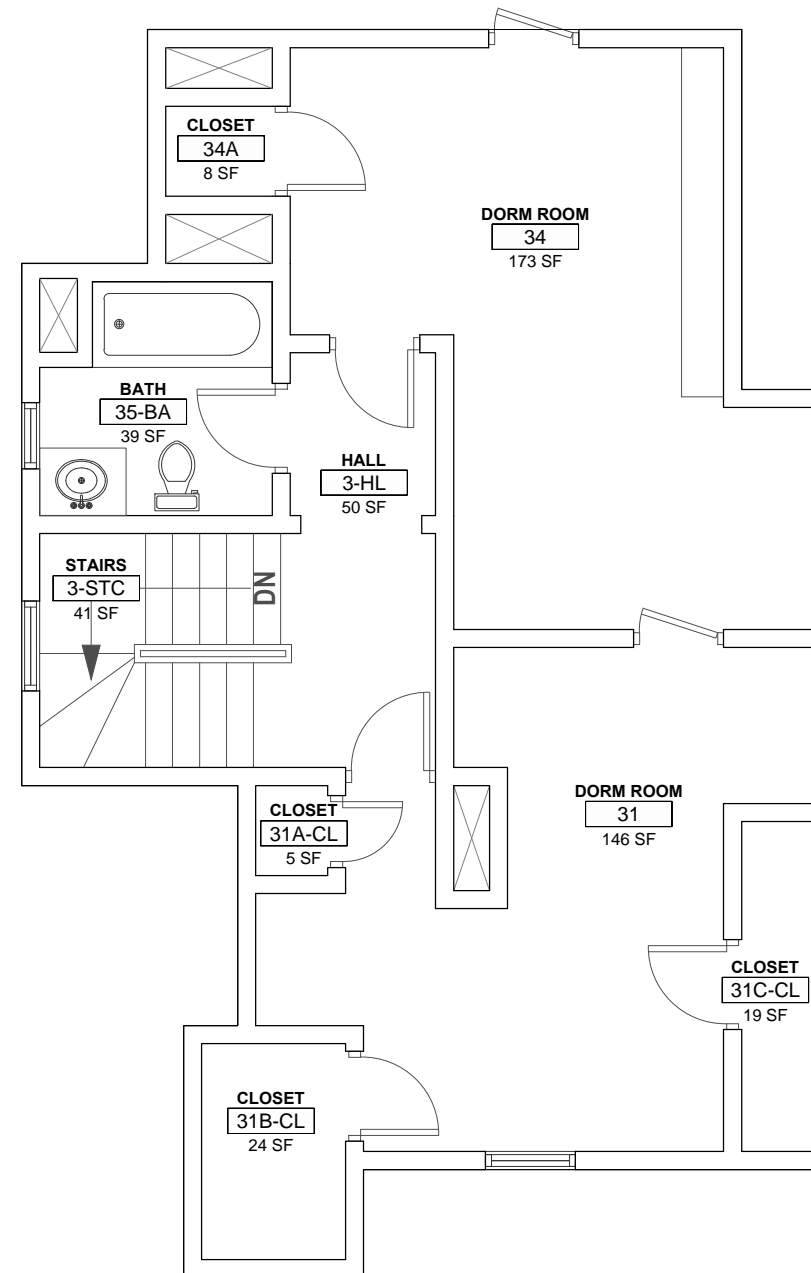 CLOSET
34A
8 SF
DORM ROOM
34
173 SF
BATH
35-BA
39 SF
HALL
3-HL
50 SF
STAIRS
3-STC
41 SF
DN
DORM ROOM
31
146 SF
CLOSET
31A-CL
5 SF
CLOSET
31C-CL
19 SF
CLOSET
31B-CL
24 SF